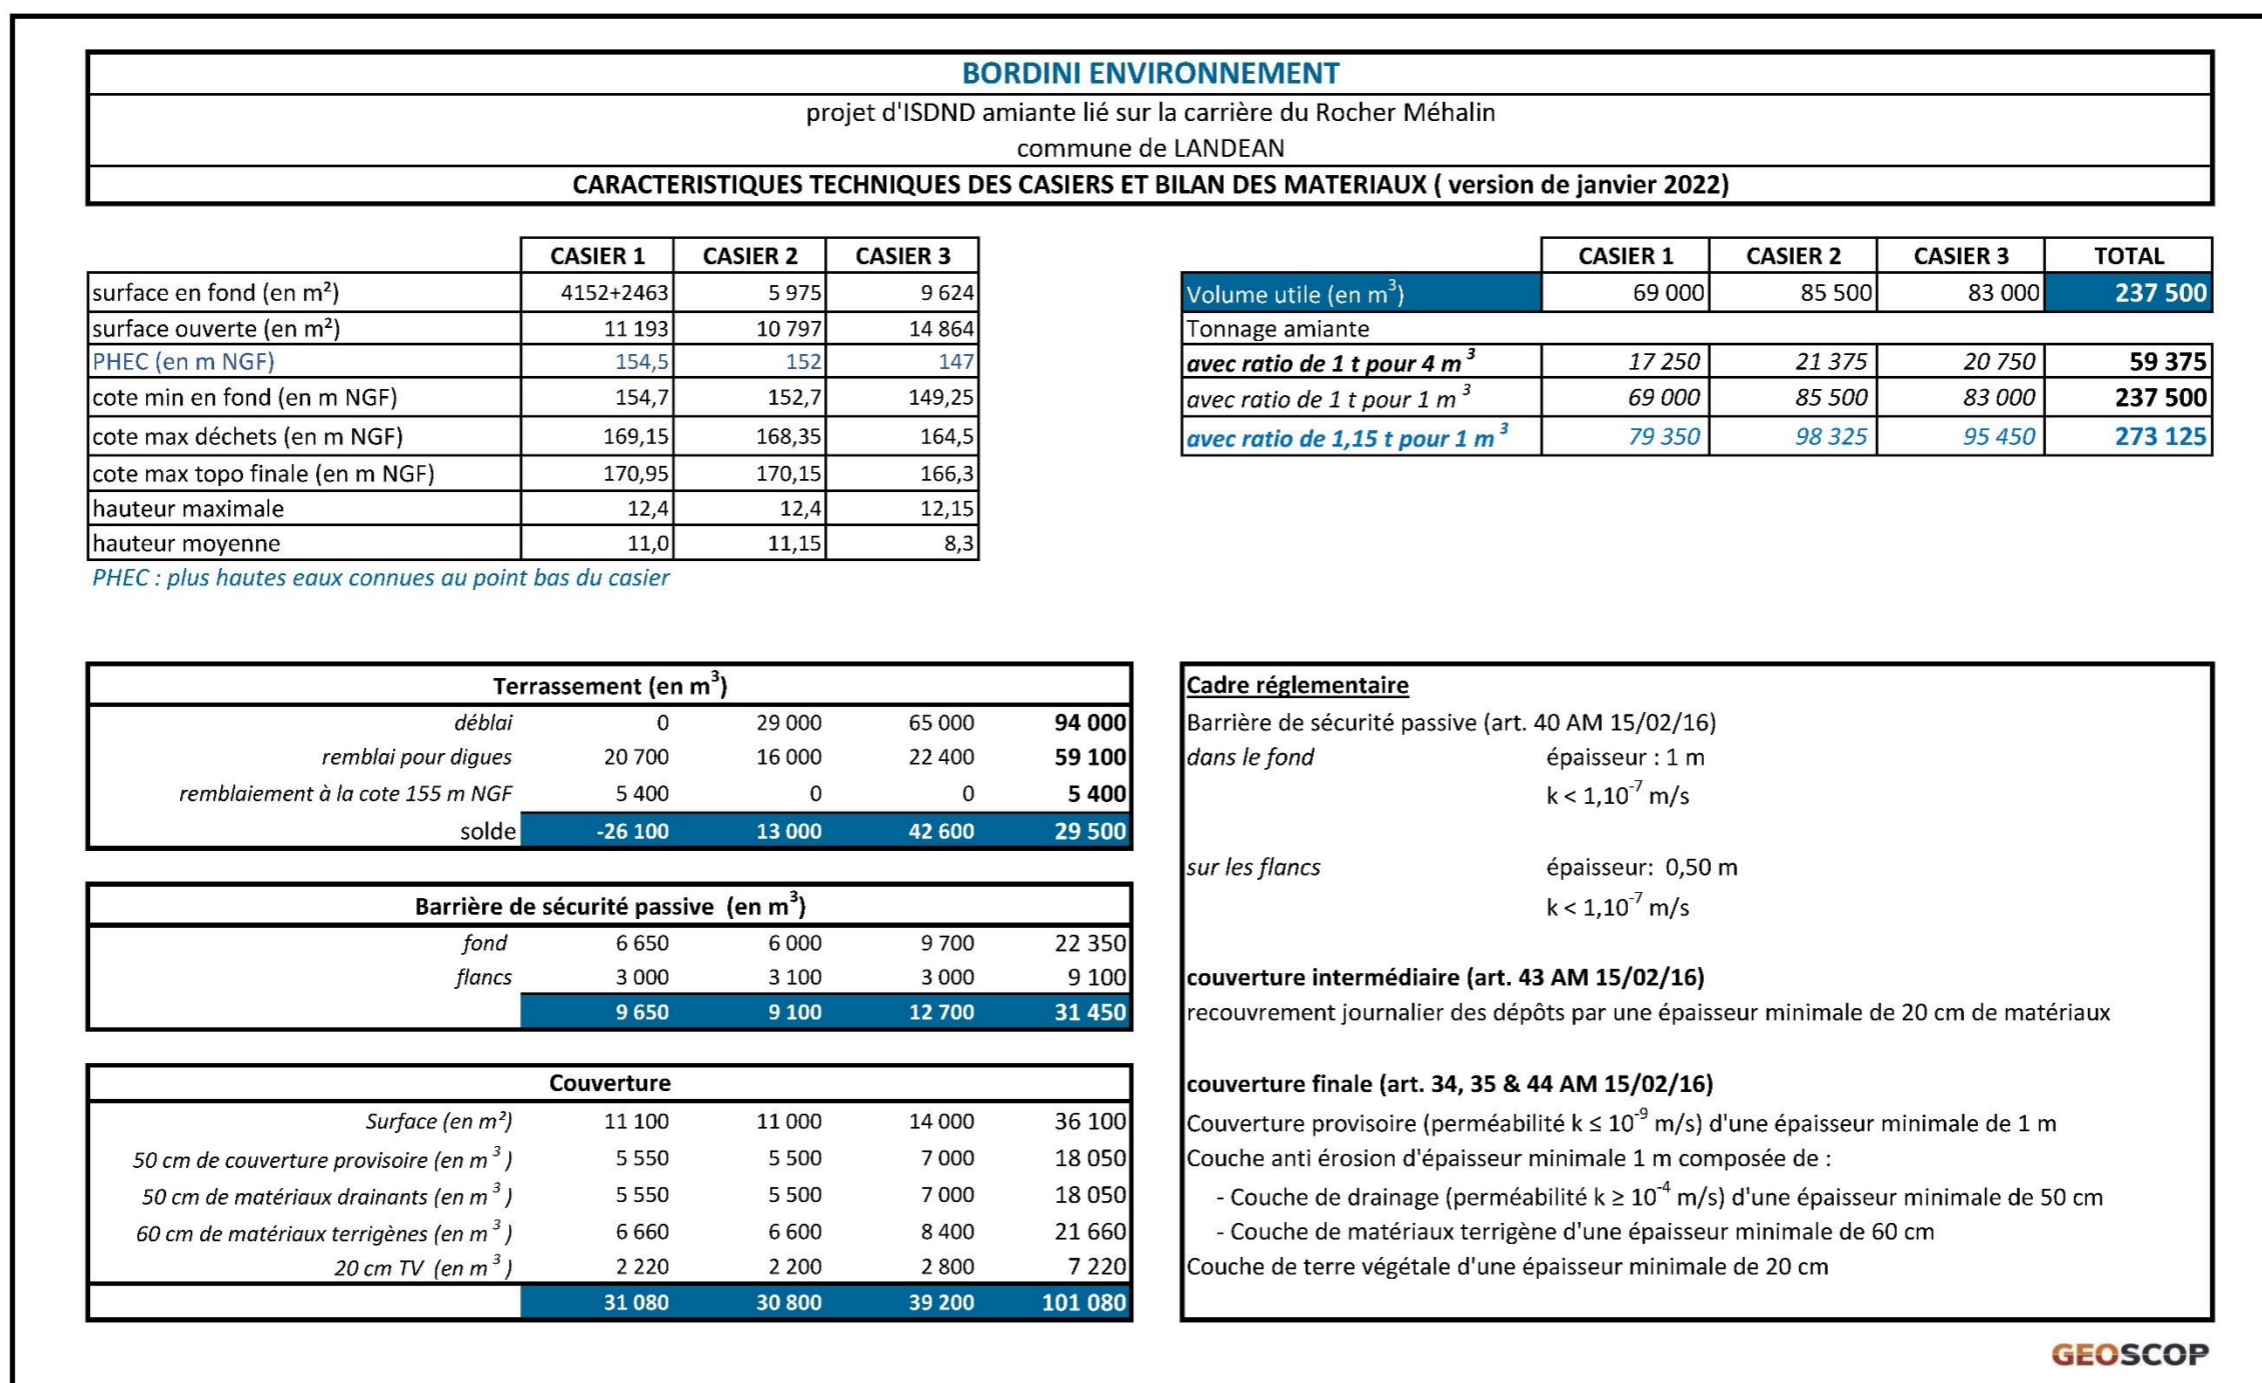 BORDINI ENVIRONNEMENT
projet d'ISDND amiante lié sur la carrière du Rocher Méhalin
commune de LANDEAN
CARACTERISTIQUES TECHNIQUES DES CASIERS ET BILAN DES MATERIAUX ( version de janvier 2022)
CASIER 1 CASIER 2 CASIER 3
surface en fond (en m²) 4152+2463 5 975 9 624
surface ouverte (en m²) 11 193 10 797 14 864
PHEC (en m NGF) 154,5 152 147
cote min en fond (en m NGF) 154,7 152,7 149,25
cote max déchets (en m NGF) 169,15 168,35 164,5
cote max topo finale (en m NGF) 170,95 170,15 166,3
hauteur maximale 12,4 12,4 12,15
hauteur moyenne 11,0 11,15 8,3
PHEC : plus hautes eaux connues au point bas du casier
CASIER 1 CASIER 2 CASIER 3 TOTAL
Volume utile (en m³) 69 000 85 500 83 000 237 500
Tonnage amiante
avec ratio de 1 t pour 4 m³ 17 250 21 375 20 750 59 375
avec ratio de 1 t pour 1 m³ 69 000 85 500 83 000 237 500
avec ratio de 1,15 t pour 1 m³ 79 350 98 325 95 450 273 125
Terrassement (en m³)
déblai 0 29 000 65 000 94 000
remblai pour digues 20 700 16 000 22 400 59 100
remblaiement à la cote 155 m NGF 5 400 0 0 5 400
solde -26 100 13 000 42 600 29 500
Barrière de sécurité passive (en m³)
fond 6 650 6 000 9 700 22 350
flancs 3 000 3 100 3 000 9 100
9 650 9 100 12 700 31 450
Couverture
Surface (en m²) 11 100 11 000 14 000 36 100
50 cm de couverture provisoire (en m³) 5 550 5 500 7 000 18 050
50 cm de matériaux drainants (en m³) 5 550 5 500 7 000 18 050
60 cm de matériaux terrigènes (en m³) 6 660 6 600 8 400 21 660
20 cm TV (en m³) 2 220 2 200 2 800 7 220
31 080 30 800 39 200 101 080
Cadre réglementaire
Barrière de sécurité passive (art. 40 AM 15/02/16)
dans le fond épaisseur : 1 m
k < 1,10⁻⁷ m/s
sur les flancs épaisseur: 0,50 m
k < 1,10⁻⁷ m/s
couverture intermédiaire (art. 43 AM 15/02/16)
recouvrement journalier des dépôts par une épaisseur minimale de 20 cm de matériaux
couverture finale (art. 34, 35 & 44 AM 15/02/16)
Couverture provisoire (perméabilité k ≤ 10⁻⁹ m/s) d'une épaisseur minimale de 1 m
Couche anti érosion d'épaisseur minimale 1 m composée de :
- Couche de drainage (perméabilité k ≥ 10⁻⁴ m/s) d'une épaisseur minimale de 50 cm
- Couche de matériaux terrigène d'une épaisseur minimale de 60 cm
Couche de terre végétale d'une épaisseur minimale de 20 cm
GEOSCOP